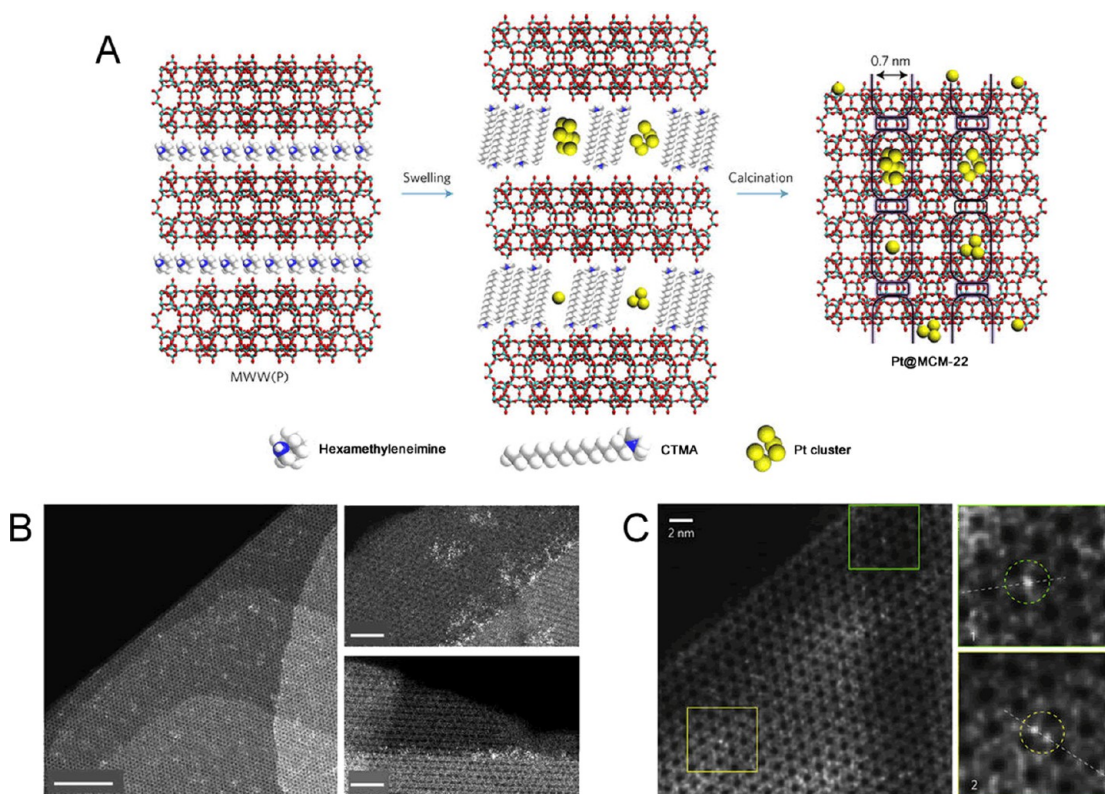 A
0.7 nm
Swelling
Calcination
MWW(P)
Pt@MCM-22
Hexamethyleneimine
CTMA
Pt cluster
B
C
2 nm
1
2